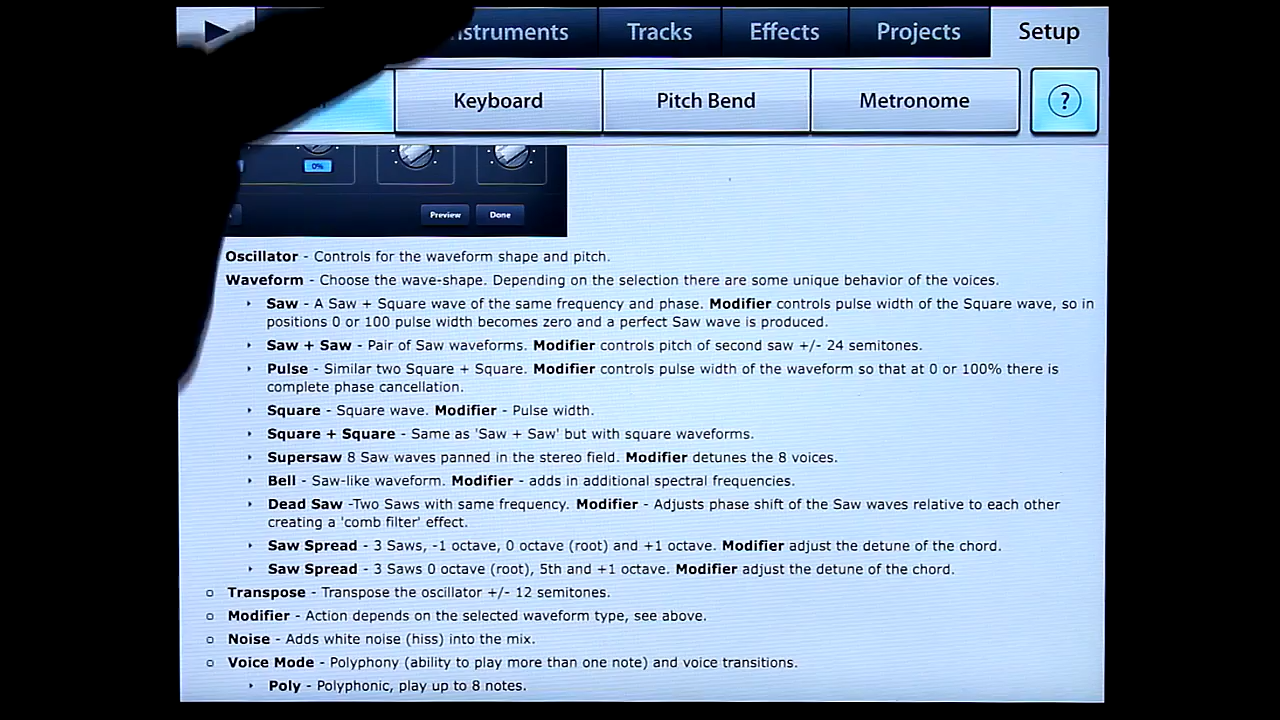 Tracks
Effects
Projects
Setup
Keyboard
Pitch Bend
Metronome
?
0%
Preview
Done
Oscillator - Controls for the waveform shape and pitch.
Waveform - Choose the wave-shape. Depending on the selection there are some unique behavior of the voices.
Saw - A Saw + Square wave of the same frequency and phase. Modifier controls pulse width of the Square wave, so in
positions 0 or 100 pulse width becomes zero and a perfect Saw wave is produced.
Saw + Saw - Pair of Saw waveforms. Modifier controls pitch of second saw +/- 24 semitones.
Pulse - Similar two Square + Square. Modifier controls pulse width of the waveform so that at 0 or 100% there is
complete phase cancellation.
Square - Square wave. Modifier - Pulse width.
Square + Square - Same as 'Saw + Saw' but with square waveforms.
Supersaw 8 Saw waves panned in the stereo field. Modifier detunes the 8 voices.
Bell - Saw-like waveform. Modifier - adds in additional spectral frequencies.
Dead Saw -Two Saws with same frequency. Modifier - Adjusts phase shift of the Saw waves relative to each other
creating a 'comb filter' effect.
Saw Spread - 3 Saws, -1 octave, 0 octave (root) and +1 octave. Modifier adjust the detune of the chord.
Saw Spread - 3 Saws 0 octave (root), 5th and +1 octave. Modifier adjust the detune of the chord.
Transpose - Transpose the oscillator +/- 12 semitones.
Modifier - Action depends on the selected waveform type, see above.
Noise - Adds white noise (hiss) into the mix.
Voice Mode - Polyphony (ability to play more than one note) and voice transitions.
Poly - Polyphonic, play up to 8 notes.